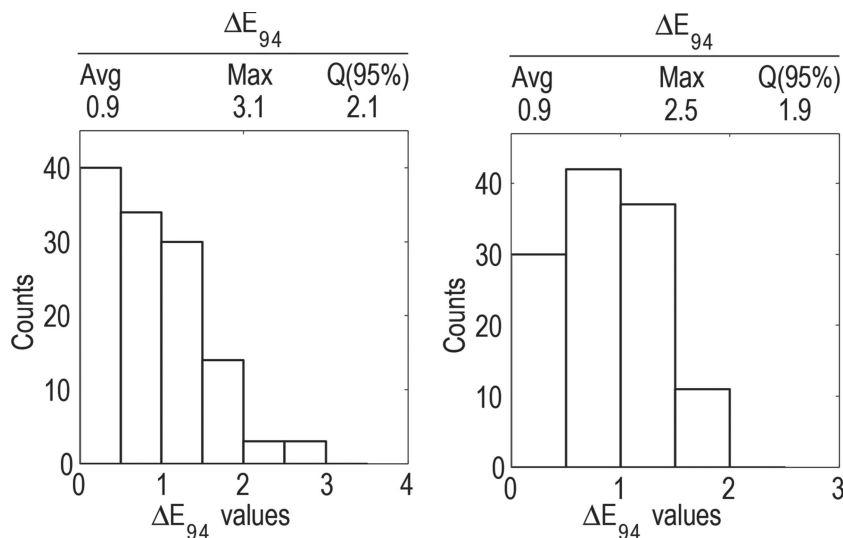 ΔE94
Avg Max Q(95%)
0.9 3.1 2.1
40
30
20
10
0
Counts
0 1 2 3 4
ΔE94 values
ΔE94
Avg Max Q(95%)
0.9 2.5 1.9
40
30
20
10
0
Counts
0 1 2 3
ΔE94 values